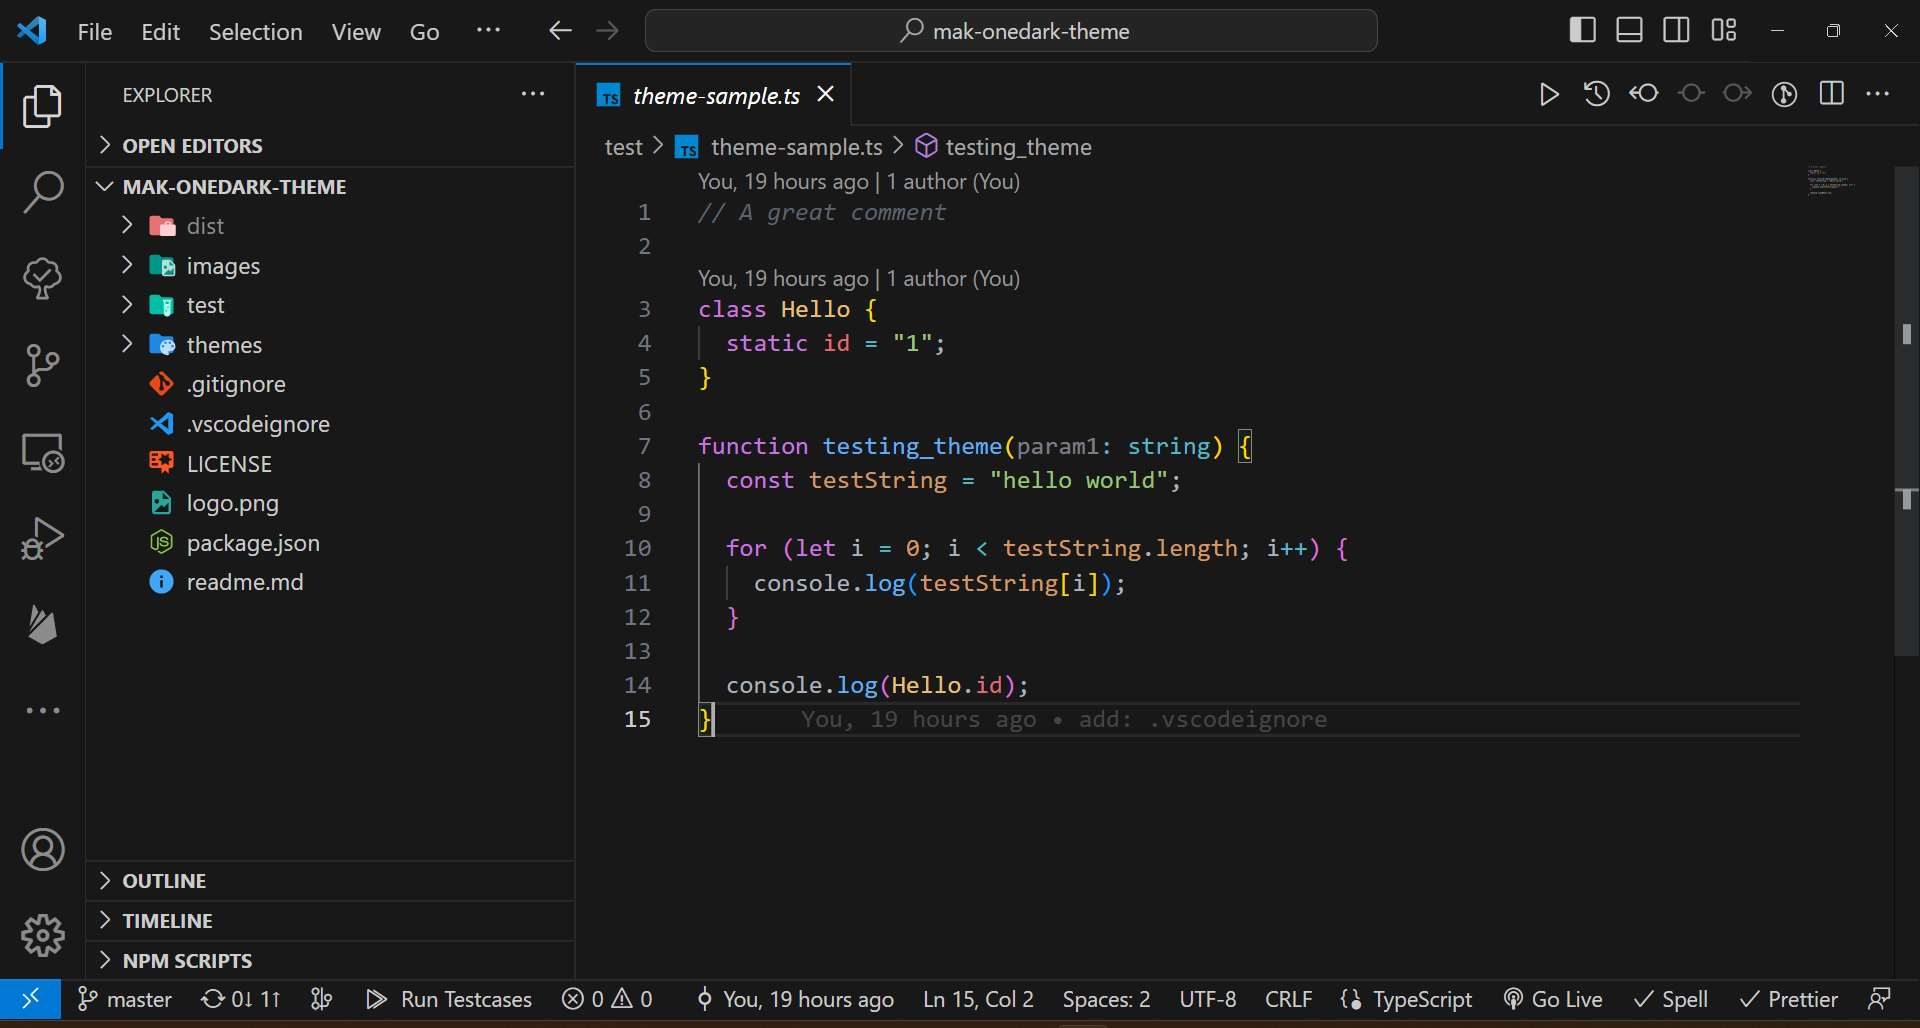 File Edit Selection View Go ··· mak-onedark-theme
EXPLORER ···
OPEN EDITORS
MAK-ONEDARK-THEME
dist
images
test
themes
.gitignore
.vscodeignore
LICENSE
logo.png
package.json
readme.md
OUTLINE
TIMELINE
NPM SCRIPTS
TS theme-sample.ts
test > TS theme-sample.ts > testing_theme
You, 19 hours ago | 1 author (You)
1 // A great comment
2
You, 19 hours ago | 1 author (You)
3 class Hello {
4 static id = "1";
5 }
6
7 function testing_theme(param1: string) {
8 const testString = "hello world";
9
10 for (let i = 0; i < testString.length; i++) {
11 console.log(testString[i]);
12 }
13
14 console.log(Hello.id);
15 } You, 19 hours ago • add: .vscodeignore
master 0↓ 1↑ Run Testcases 0 0 You, 19 hours ago Ln 15, Col 2 Spaces: 2 UTF-8 CRLF TypeScript Go Live Spell Prettier